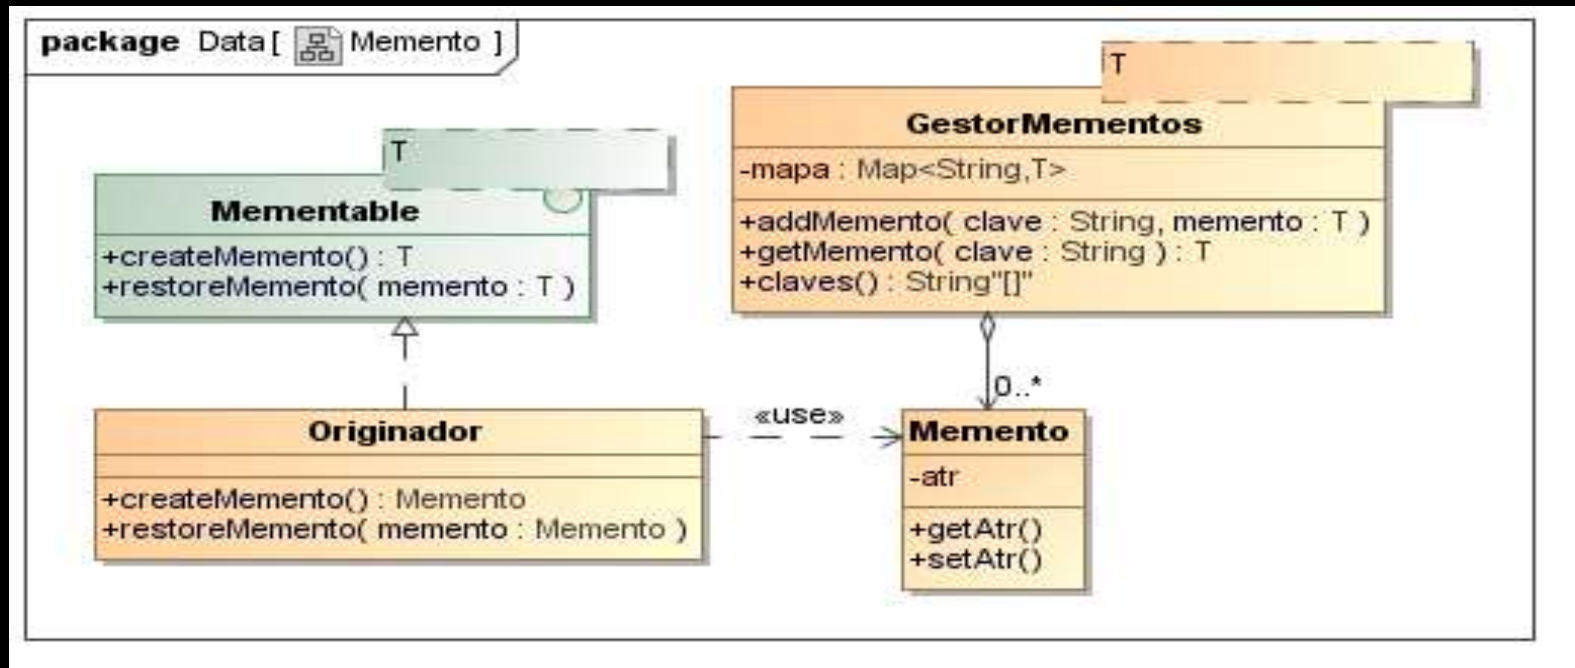 package Data[ Memento ]
T
Mementable
+createMemento() : T
+restoreMemento( memento : T )
T
GestorMementos
-mapa : Map<String,T>
+addMemento( clave : String, memento : T )
+getMemento( clave : String ) : T
+claves() : String"[]"
0..*
Originador
+createMemento() : Memento
+restoreMemento( memento : Memento )
«use»
Memento
-atr
+getAtr()
+setAtr()